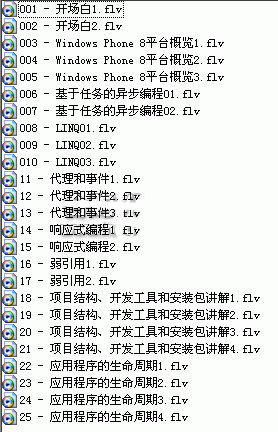 001 - 开场白1.flv
002 - 开场白2.flv
003 - Windows Phone 8平台概览1.flv
004 - Windows Phone 8平台概览2.flv
005 - Windows Phone 8平台概览3.flv
006 - 基于任务的异步编程01.flv
007 - 基于任务的异步编程02.flv
008 - LINQ01.flv
009 - LINQ02.flv
010 - LINQ03.flv
11 - 代理和事件1.flv
12 - 代理和事件2.flv
13 - 代理和事件3.flv
14 - 响应式编程1.flv
15 - 响应式编程2.flv
16 - 弱引用1.flv
17 - 弱引用2.flv
18 - 项目结构、开发工具和安装包讲解1.flv
19 - 项目结构、开发工具和安装包讲解2.flv
20 - 项目结构、开发工具和安装包讲解3.flv
21 - 项目结构、开发工具和安装包讲解4.flv
22 - 应用程序的生命周期1.flv
23 - 应用程序的生命周期2.flv
24 - 应用程序的生命周期3.flv
25 - 应用程序的生命周期4.flv